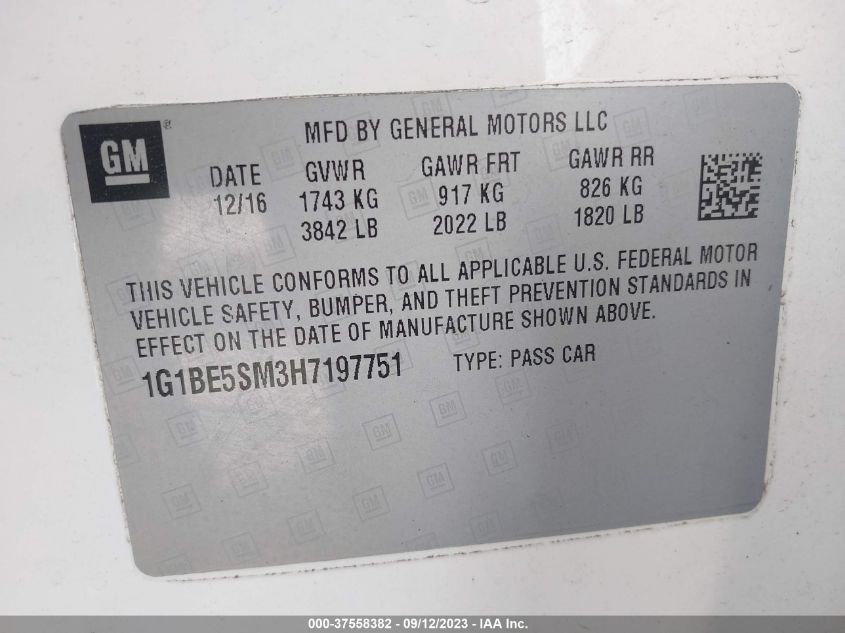 GM®
MFD BY GENERAL MOTORS LLC
DATE GVWR GAWR FRT GAWR RR
12/16 1743 KG 917 KG 826 KG
3842 LB 2022 LB 1820 LB
THIS VEHICLE CONFORMS TO ALL APPLICABLE U.S. FEDERAL MOTOR
VEHICLE SAFETY, BUMPER, AND THEFT PREVENTION STANDARDS IN
EFFECT ON THE DATE OF MANUFACTURE SHOWN ABOVE.
1G1BE5SM3H7197751 TYPE: PASS CAR
000-37558382 - 09/12/2023 - IAA Inc.